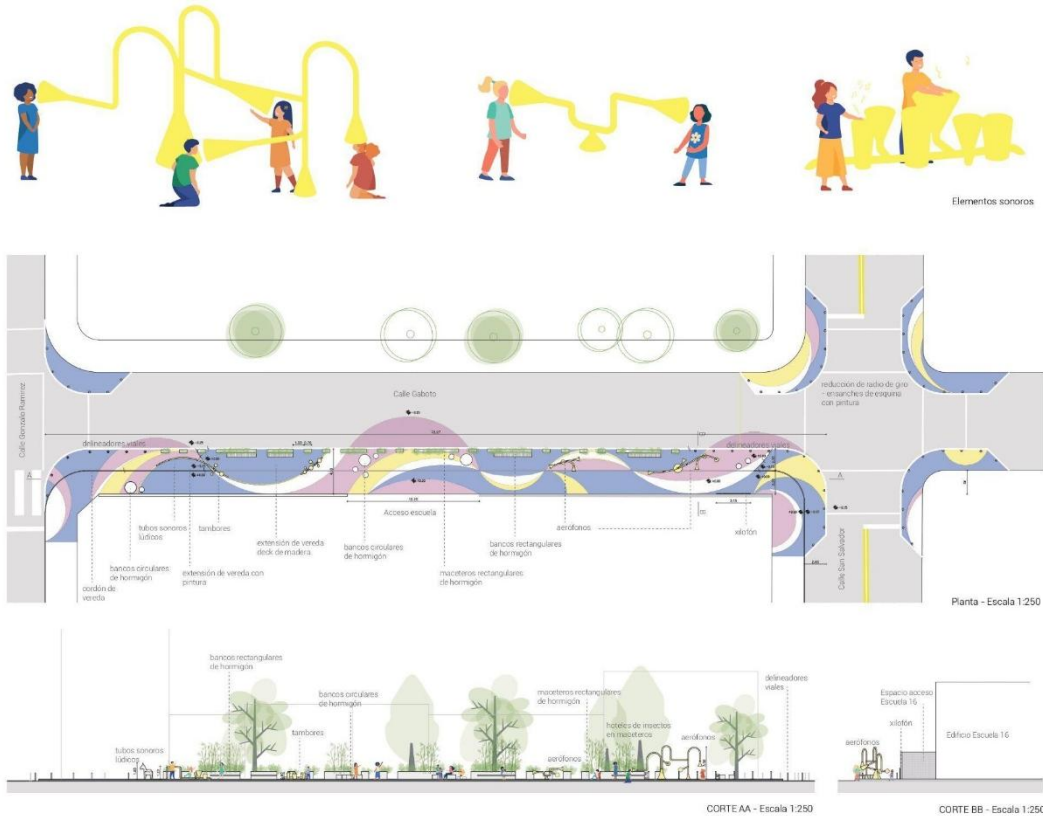 Elementos sonoros
Calle Gonzalo Ramirez
Calle Gaboto
reducción de radio de giro
- ensanches de esquina
con pintura
delineadores viales
delineadores viales
A
A
Acceso escuela
tubos sonoros
lúdicos
tambores
aerófonos
xilofón
bancos circulares
de hormigón
extensión de vereda
deck de madera
bancos circulares
de hormigón
bancos rectangulares
de hormigón
extensión de vereda con
pintura
maceteros rectangulares
de hormigón
cordón de
vereda
Calle San Salvador
Planta - Escala 1:250
bancos rectangulares
de hormigón
bancos circulares
de hormigón
maceteros rectangulares
de hormigón
delineadores
viales
tambores
hoteles de insectos
en maceteros
aerófonos
tubos sonoros
lúdicos
aerófonos
CORTE AA - Escala 1:250
Espacio acceso
Escuela 16
xilofón
Edificio Escuela 16
aerófonos
CORTE BB - Escala 1:250